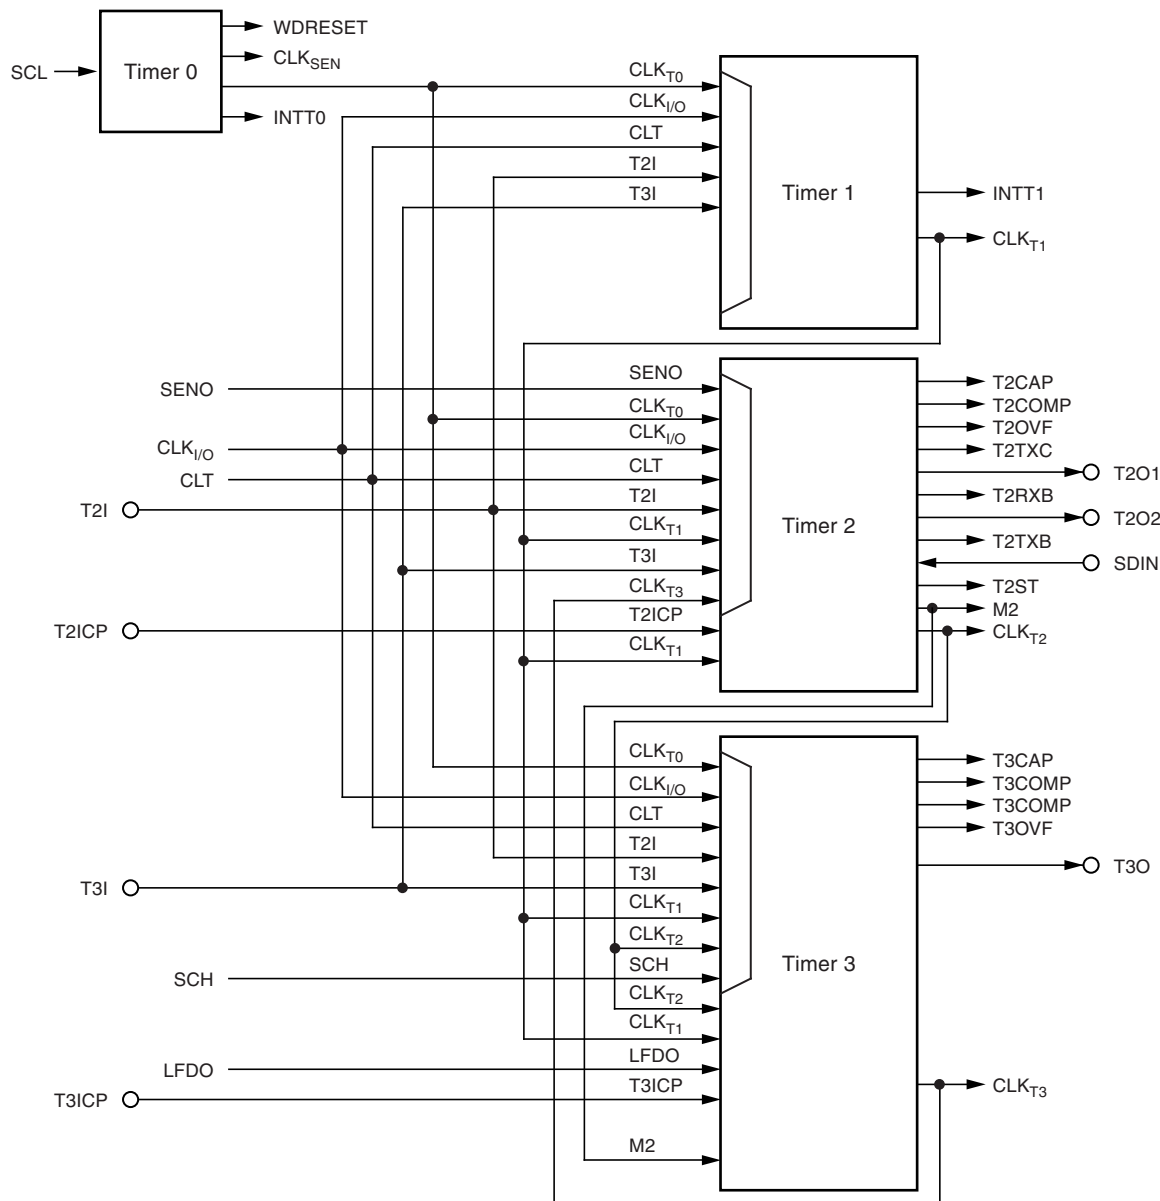 WDRESET
SCL
Timer 0
CLKSEN
INTT0
CLKT0
CLKI/O
CLT
T2I
T3I
Timer 1
INTT1
CLKT1
SENO
CLKI/O
CLT
T2I
T2ICP
SENO
CLKT0
CLKI/O
CLT
T2I
CLKT1
T3I
CLKT3
T2ICP
CLKT1
Timer 2
T2CAP
T2COMP
T2OVF
T2TXC
T2O1
T2RXB
T2O2
T2TXB
SDIN
T2ST
M2
CLKT2
T3I
SCH
LFDO
T3ICP
CLKT0
CLKI/O
CLT
T2I
T3I
CLKT1
CLKT2
SCH
CLKT2
CLKT1
LFDO
T3ICP
M2
Timer 3
T3CAP
T3COMP
T3COMP
T3OVF
T3O
CLKT3